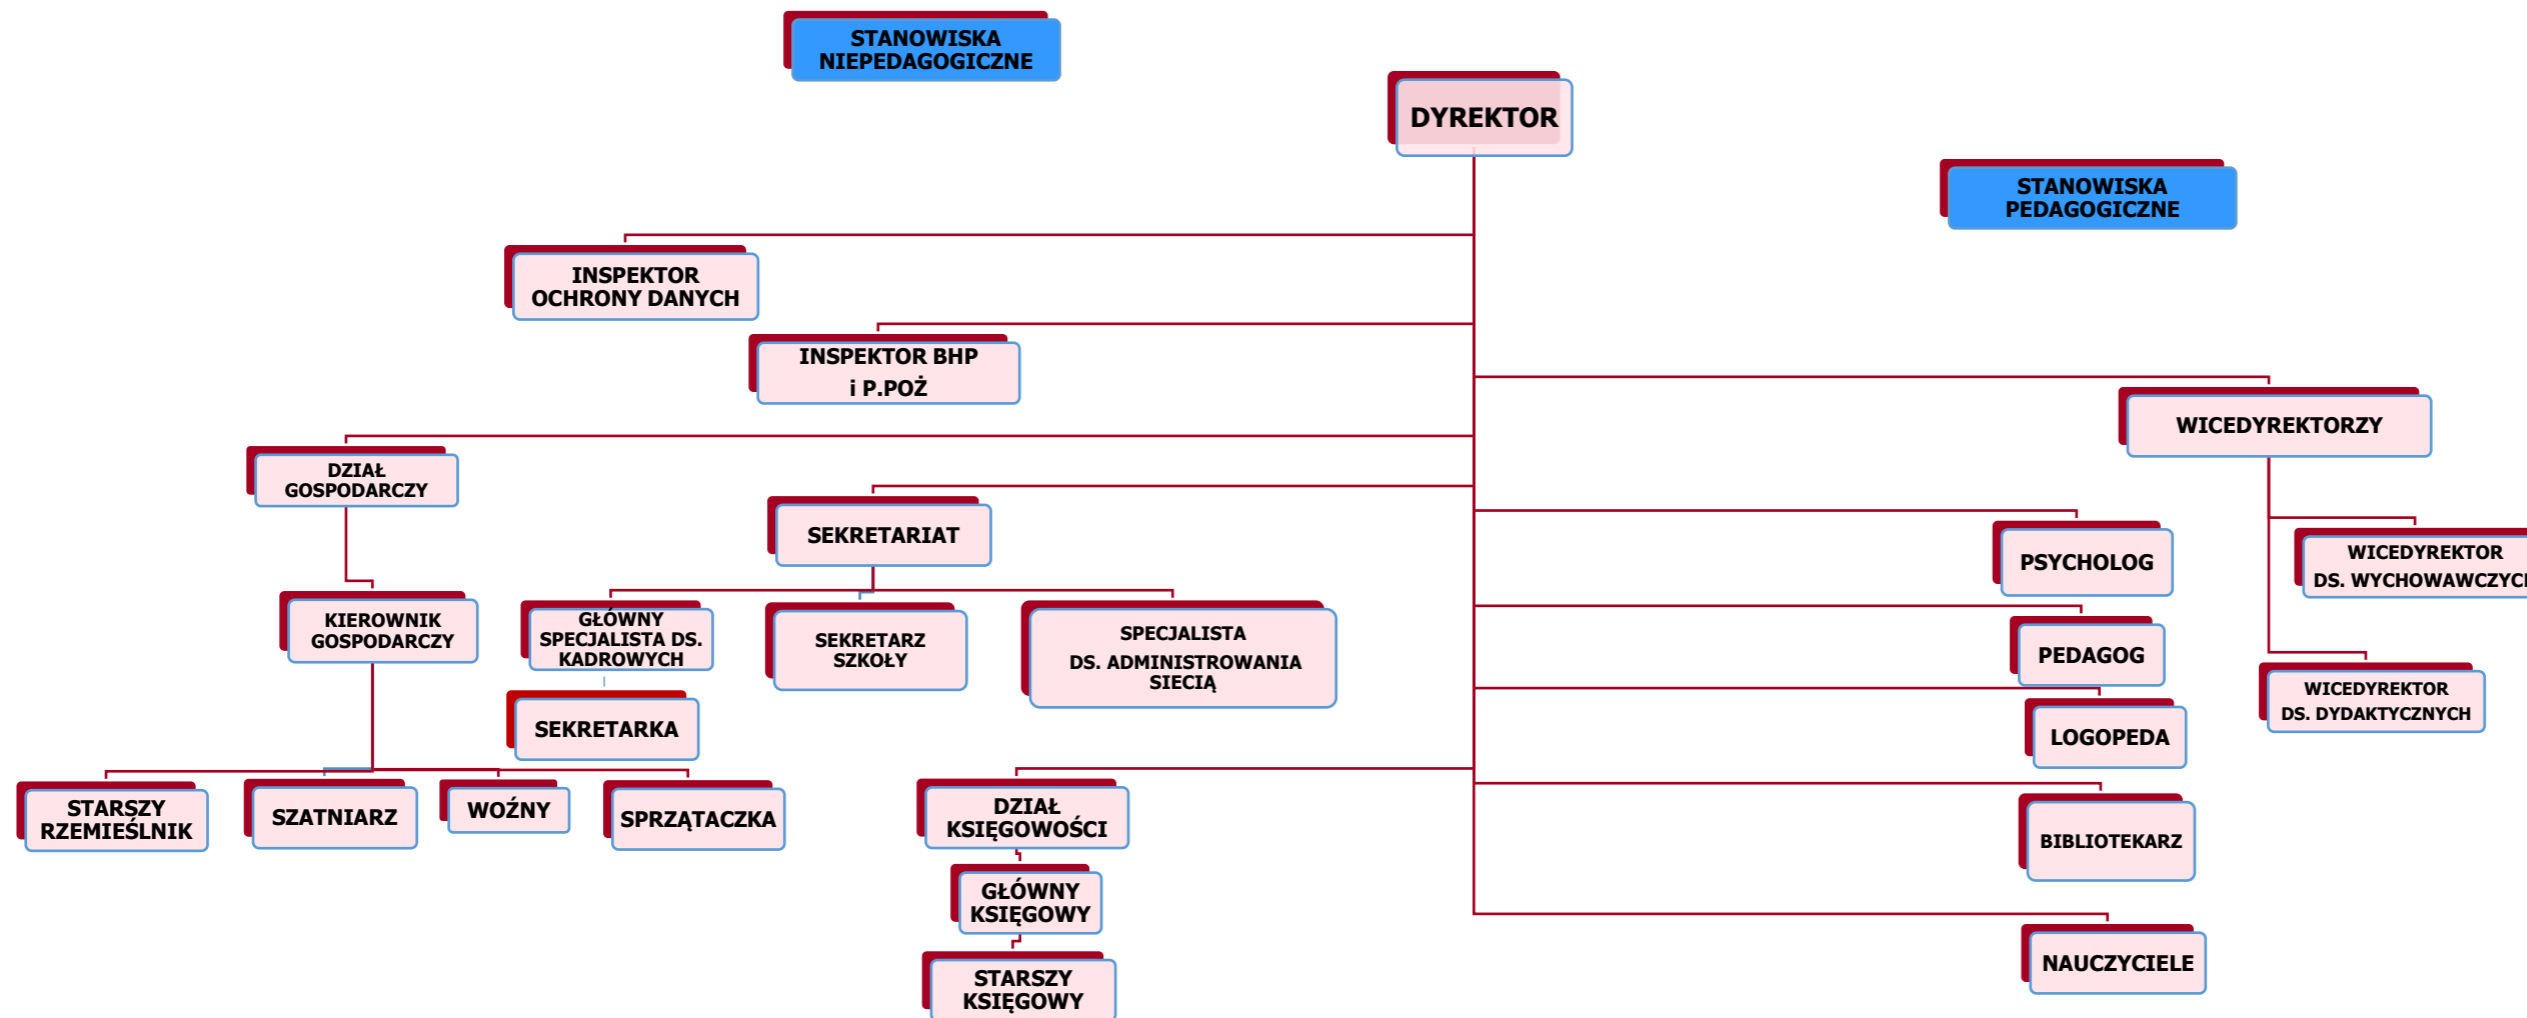 STANOWISKA
NIEPEDAGOGICZNE
DYREKTOR
STANOWISKA
PEDAGOGICZNE
INSPEKTOR
OCHRONY DANYCH
INSPEKTOR BHP
i P.POŻ
WICEDYREKTORZY
DZIAŁ
GOSPODARCZY
SEKRETARIAT
PSYCHOLOG
WICEDYREKTOR
DS. WYCHOWAWCZYCH
KIEROWNIK
GOSPODARCZY
GŁÓWNY
SPECJALISTA DS.
KADROWYCH
SEKRETARZ
SZKOŁY
SPECJALISTA
DS. ADMINISTROWANIA
SIECIĄ
PEDAGOG
WICEDYREKTOR
DS. DYDAKTYCZNYCH
SEKRETARKA
LOGOPEDA
STARSZY
RZEMIEŚLNIK
SZATNIARZ
WOŹNY
SPRZĄTACZKA
DZIAŁ
KSIĘGOWOŚCI
BIBLIOTEKARZ
GŁÓWNY
KSIĘGOWY
NAUCZYCIELE
STARSZY
KSIĘGOWY